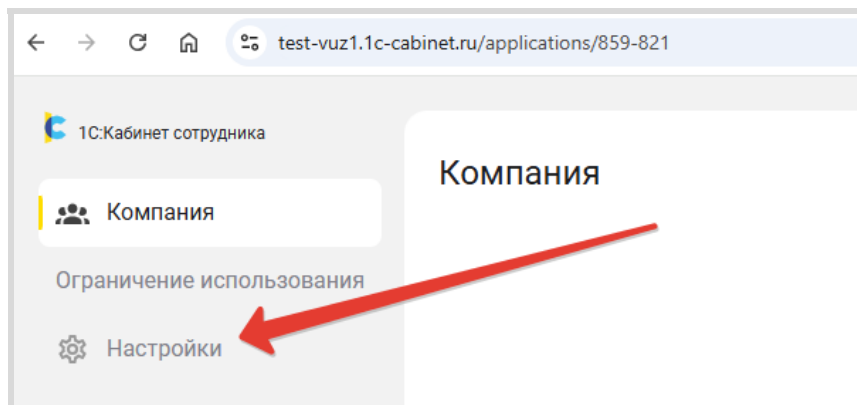 test-vuz1.1c-cabinet.ru/applications/859-821
1С:Кабинет сотрудника
Компания
Компания
Ограничение использования
Настройки